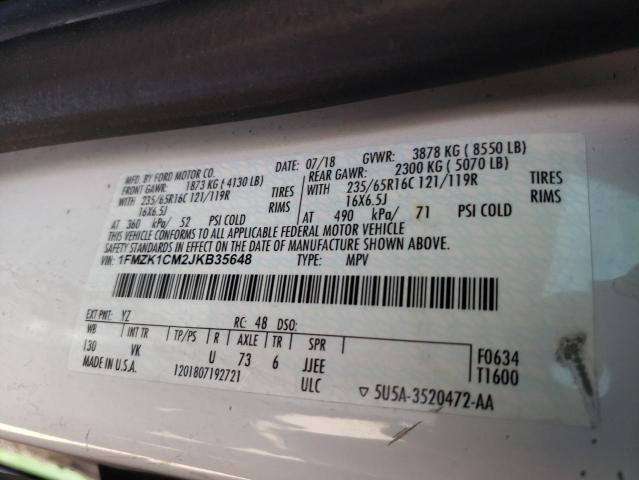 MFD. BY FORD MOTOR CO. DATE: 07/18 GVWR: 3878 KG ( 8550 LB)
FRONT GAWR: 1873 KG ( 4130 LB) REAR GAWR: 2300 KG ( 5070 LB)
WITH 235/65R16C 121/119R TIRES WITH 235/65R16C 121/119R TIRES
16X6.5J RIMS 16X6.5J RIMS
AT 360 kPa/ 52 PSI COLD AT 490 kPa/ 71 PSI COLD
THIS VEHICLE CONFORMS TO ALL APPLICABLE FEDERAL MOTOR VEHICLE
SAFETY STANDARDS IN EFFECT ON THE DATE OF MANUFACTURE SHOWN ABOVE.
VIN: 1FMZK1CM2JKB35648 TYPE: MPV
EXT PNT: YZ RC: 48 DSO:
WB INT TR TP/PS R AXLE TR SPR
130 VK U 73 6 JJEE F0634
MADE IN U.S.A. 1201807192721 ULC T1600
5U5A-3520472-AA